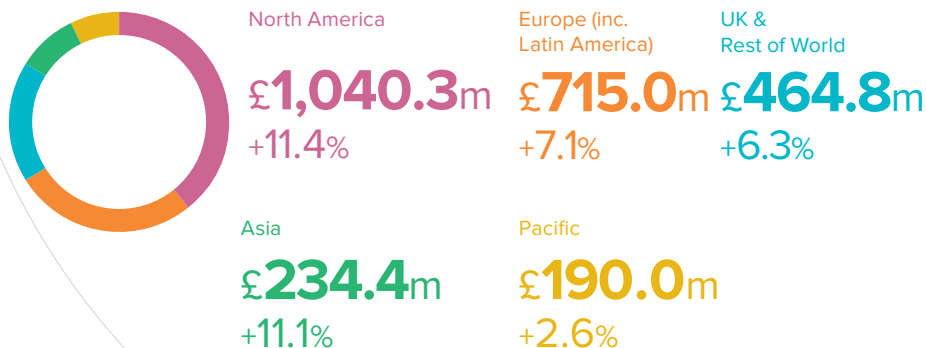 North America
£1,040.3m
+11.4%
Europe (inc.
Latin America)
£715.0m
+7.1%
UK &
Rest of World
£464.8m
+6.3%
Asia
£234.4m
+11.1%
Pacific
£190.0m
+2.6%